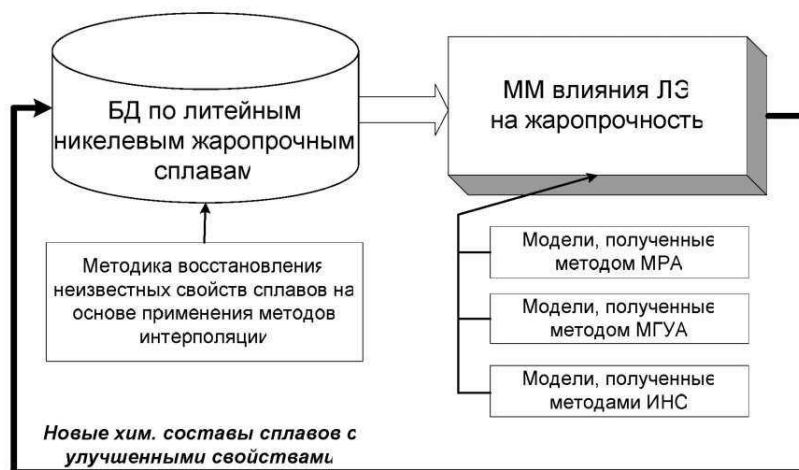 БД по литейным
никелевым жаропрочным
сплавам
ММ влияния ЛЭ
на жаропрочность
Методика восстановления
неизвестных свойств сплавов на
основе применения методов
интерполяции
Модели, полученные
методом МРА
Модели, полученные
методом МГУА
Модели, полученные
методами ИНС
Новые хим. составы сплавов с
улучшенными свойствами